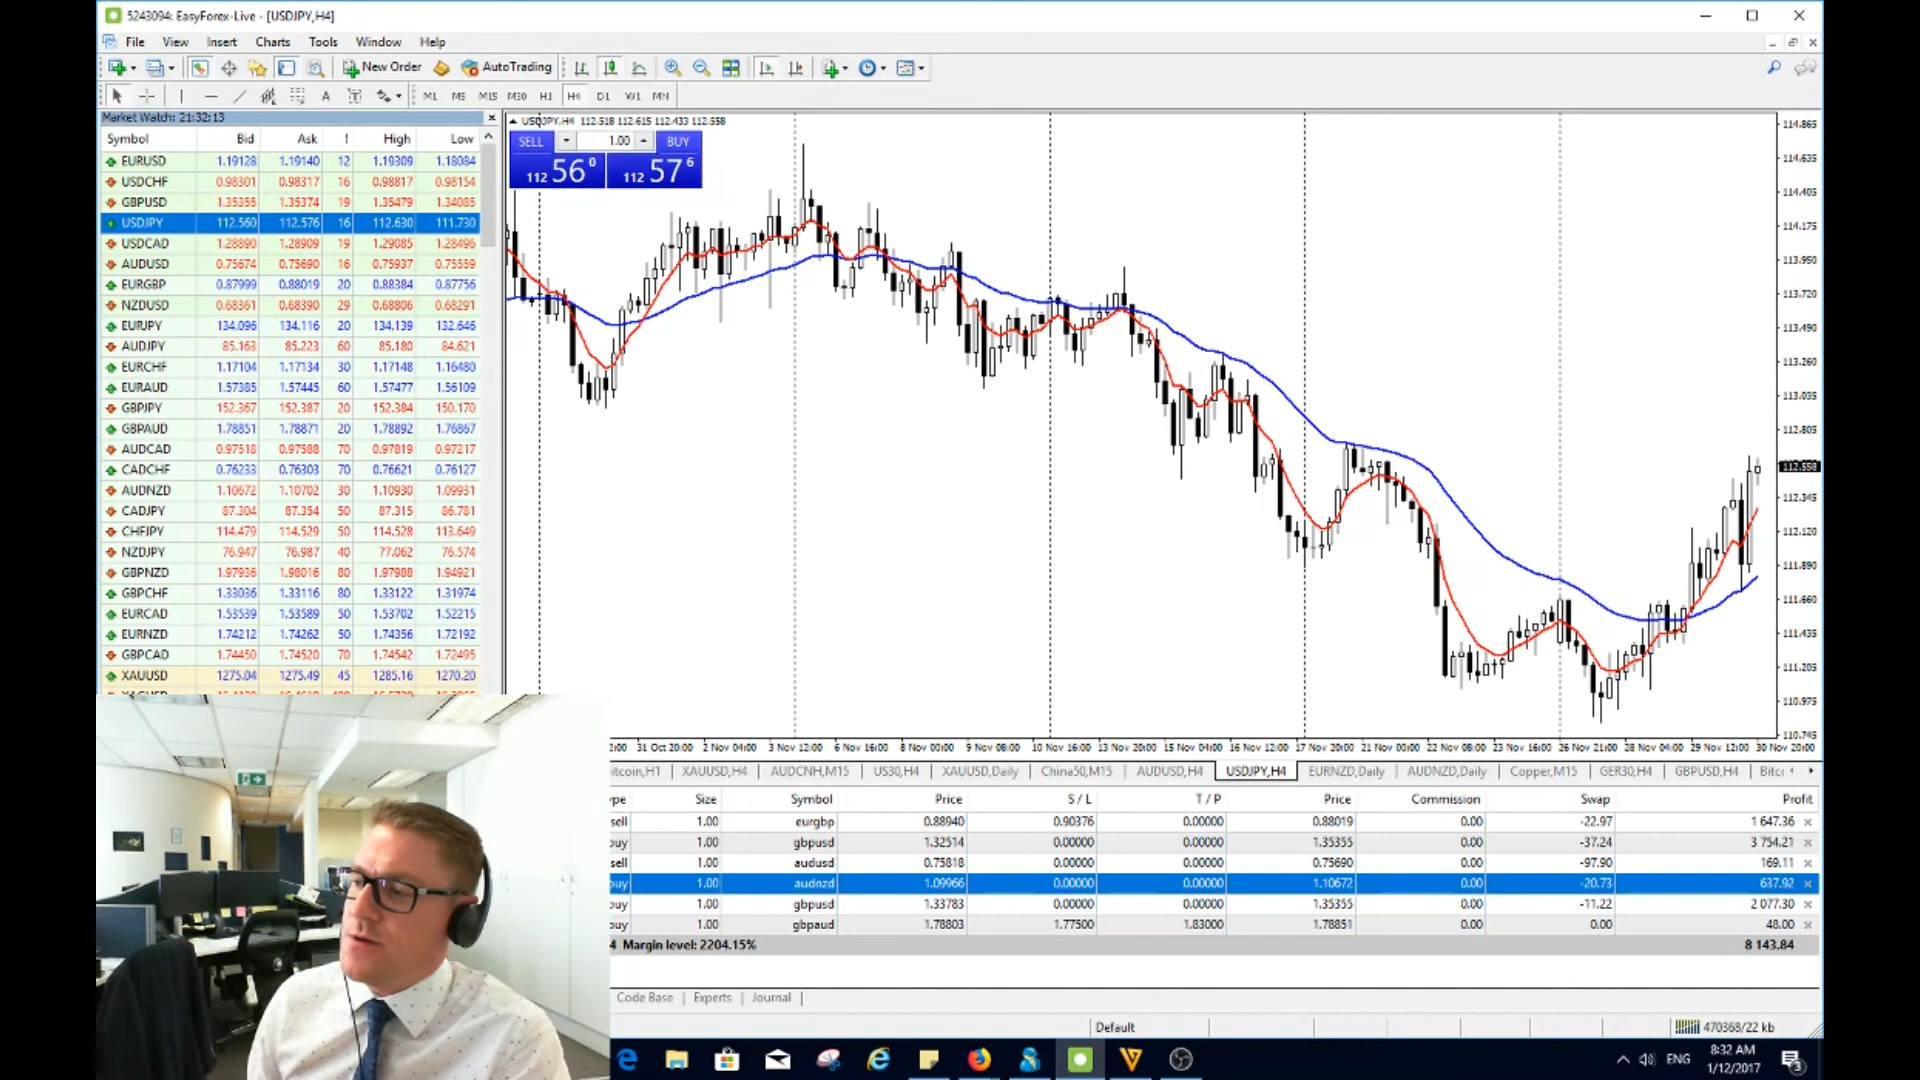 5243094: EasyForex-Live - [USDJPY,H4]
File View Insert Charts Tools Window Help
New Order AutoTrading
A T M1 M5 M15 M30 H1 H4 D1 W1 MN
Market Watch: 21:32:13
Symbol Bid Ask ! High Low
EURUSD 1.19128 1.19140 12 1.19309 1.18084
USDCHF 0.98301 0.98317 16 0.98817 0.98154
GBPUSD 1.35355 1.35374 19 1.35479 1.34085
USDJPY 112.560 112.576 16 112.630 111.730
USDCAD 1.28890 1.28909 19 1.29085 1.28496
AUDUSD 0.75674 0.75690 16 0.75937 0.75559
EURGBP 0.87999 0.88019 20 0.88384 0.87756
NZDUSD 0.68361 0.68390 29 0.68806 0.68291
EURJPY 134.096 134.116 20 134.139 132.646
AUDJPY 85.163 85.223 60 85.180 84.621
EURCHF 1.17104 1.17134 30 1.17148 1.16480
EURAUD 1.57385 1.57445 60 1.57477 1.56109
GBPJPY 152.367 152.387 20 152.384 150.170
GBPAUD 1.78851 1.78871 20 1.78892 1.76867
AUDCAD 0.97518 0.97588 70 0.97819 0.97217
CADCHF 0.76233 0.76303 70 0.76621 0.76127
AUDNZD 1.10672 1.10702 30 1.10930 1.09931
CADJPY 87.304 87.354 50 87.315 86.781
CHFJPY 114.479 114.529 50 114.528 113.649
NZDJPY 76.947 76.987 40 77.062 76.574
GBPNZD 1.97936 1.98016 80 1.97988 1.94921
GBPCHF 1.33036 1.33116 80 1.33122 1.31974
EURCAD 1.53539 1.53589 50 1.53702 1.52215
EURNZD 1.74212 1.74262 50 1.74356 1.72192
GBPCAD 1.74450 1.74520 70 1.74542 1.72495
XAUUSD 1275.04 1275.49 45 1285.16 1270.20
USDJPY,H4 112.518 112.615 112.433 112.558
SELL 1.00 BUY
112 56 0 112 57 6
114.865
114.635
114.405
114.175
113.950
113.720
113.490
113.260
113.035
112.805
112.558
112.345
112.120
111.890
111.660
111.435
111.205
110.975
110.745
2:00 31 Oct 20:00 2 Nov 04:00 3 Nov 12:00 6 Nov 16:00 8 Nov 00:00 9 Nov 08:00 10 Nov 16:00 13 Nov 20:00 15 Nov 04:00 16 Nov 12:00 17 Nov 20:00 21 Nov 00:00 22 Nov 08:00 23 Nov 16:00 26 Nov 21:00 28 Nov 04:00 29 Nov 12:00 30 Nov 20:00
itcoin,H1 XAUUSD,H4 AUDCNH,M15 US30,H4 XAUUSD,Daily China50,M15 AUDUSD,H4 USDJPY,H4 EURNZD,Daily AUDNZD,Daily Copper,M15 GER30,H4 GBPUSD,H4 Bitcc
ype Size Symbol Price S / L T / P Price Commission Swap Profit
sell 1.00 eurgbp 0.88940 0.90376 0.00000 0.88019 0.00 -22.97 1 647.36
buy 1.00 gbpusd 1.32514 0.00000 0.00000 1.35355 0.00 -37.24 3 754.21
sell 1.00 audusd 0.75818 0.00000 0.00000 0.75690 0.00 -97.90 169.11
buy 1.00 audnzd 1.09966 0.00000 0.00000 1.10672 0.00 -20.73 637.92
buy 1.00 gbpusd 1.33783 0.00000 0.00000 1.35355 0.00 -11.22 2 077.30
buy 1.00 gbpaud 1.78803 1.77500 1.83000 1.78851 0.00 0.00 48.00
4 Margin level: 2204.15% 8 143.84
Code Base Experts Journal
Default 470368/22 kb
ENG 8:32 AM
1/12/2017
3